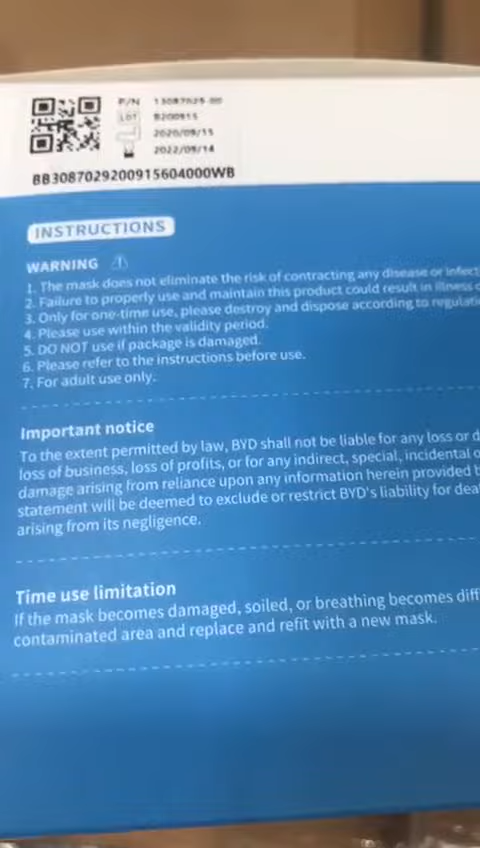 P/N 13087029-00
LOT B200915
2020/09/15
2022/09/14
BB3087029200915604000WB
INSTRUCTIONS
WARNING
1. The mask does not eliminate the risk of contracting any disease or infect
2. Failure to properly use and maintain this product could result in illness
3. Only for one-time use, please destroy and dispose according to regulati
4. Please use within the validity period.
5. DO NOT use if package is damaged.
6. Please refer to the instructions before use.
7. For adult use only.
Important notice
To the extent permitted by law, BYD shall not be liable for any loss or d
loss of business, loss of profits, or for any indirect, special, incidental o
damage arising from reliance upon any information herein provided b
statement will be deemed to exclude or restrict BYD's liability for dea
arising from its negligence.
Time use limitation
If the mask becomes damaged, soiled, or breathing becomes diff
contaminated area and replace and refit with a new mask.